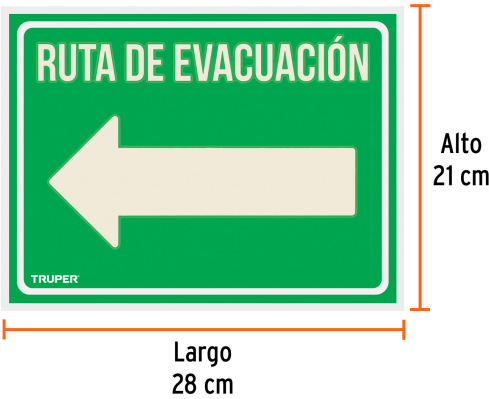 RUTA DE EVACUACIÓN
TRUPER
Alto
21 cm
Largo
28 cm